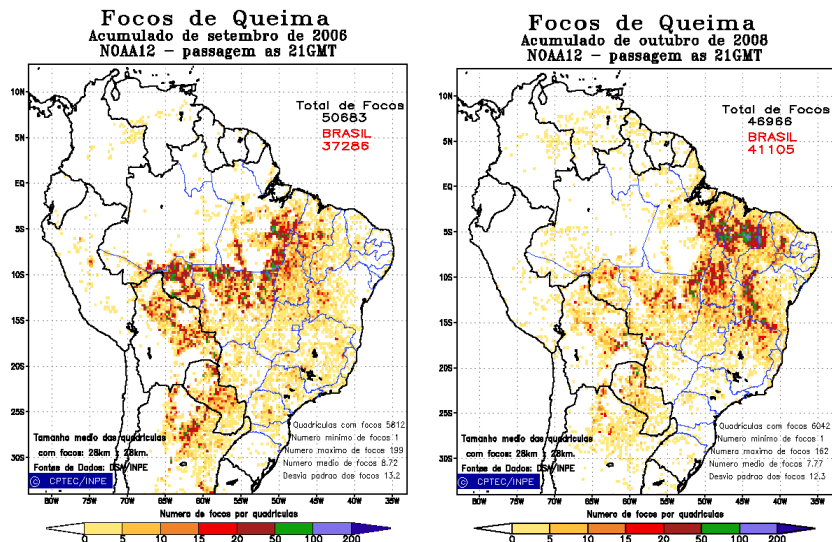 Focos de Queima
Acumulado de setembro de 2006
NOAA12 – passagem as 21GMT
Total de Focos
50683
BRASIL
37286
10N
5N
EQ
5S
10S
15S
20S
25S
30S
80W 75W 70W 65W 60W 55W 50W 45W 40W 35W
Quadriculas com focos 5812
Numero minimo de focos 1
Numero maximo de focos 199
Numero medio de focos 8.72
Desvio padrao dos focos 13.2
Tamanho medio das quadriculas
com focos: 28km x 28km.
Fontes de Dados: DSA/INPE
© CPTEC/INPE
Numero de focos por quadriculas
0 5 10 15 20 50 100 200
Focos de Queima
Acumulado de outubro de 2008
NOAA12 – passagem as 21GMT
Total de Focos
46966
BRASIL
41105
10N
5N
EQ
5S
10S
15S
20S
25S
30S
80W 75W 70W 65W 60W 55W 50W 45W 40W 35W
Quadriculas com focos 6042
Numero minimo de focos 1
Numero maximo de focos 162
Numero medio de focos 7.77
Desvio padrao dos focos 12.3
Tamanho medio das quadriculas
com focos: 28km x 28km.
Fontes de Dados: DSA/INPE
© CPTEC/INPE
Numero de focos por quadriculas
0 5 10 15 20 50 100 200